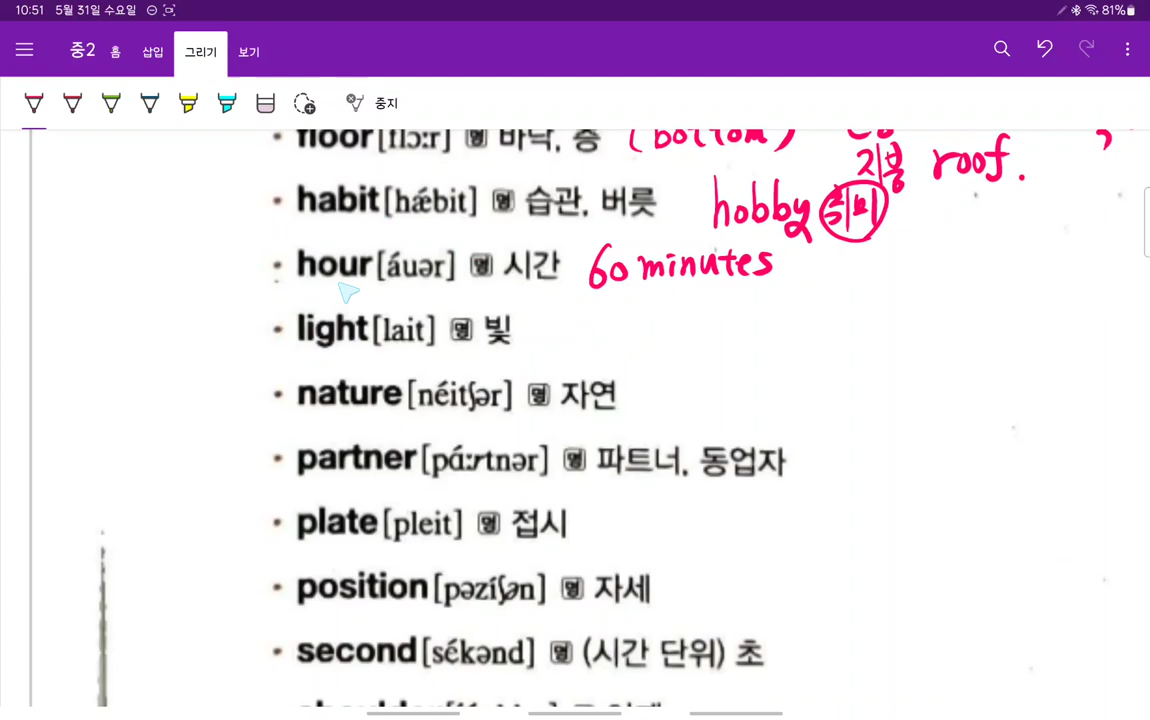 10:51 5월 31일 수요일 81%
중2 홈 삽입 그리기 보기
중지
floor[flɔːr] 명 바닥, 층 (bottom)
지붕 roof.
habit[hǽbit] 명 습관, 버릇 hobby 취미
hour[áuər] 명 시간 60 minutes
light[lait] 명 빛
nature[néitʃər] 명 자연
partner[pɑ́ːrtnər] 명 파트너, 동업자
plate[pleit] 명 접시
position[pəzíʃən] 명 자세
second[sékənd] 명 (시간 단위) 초